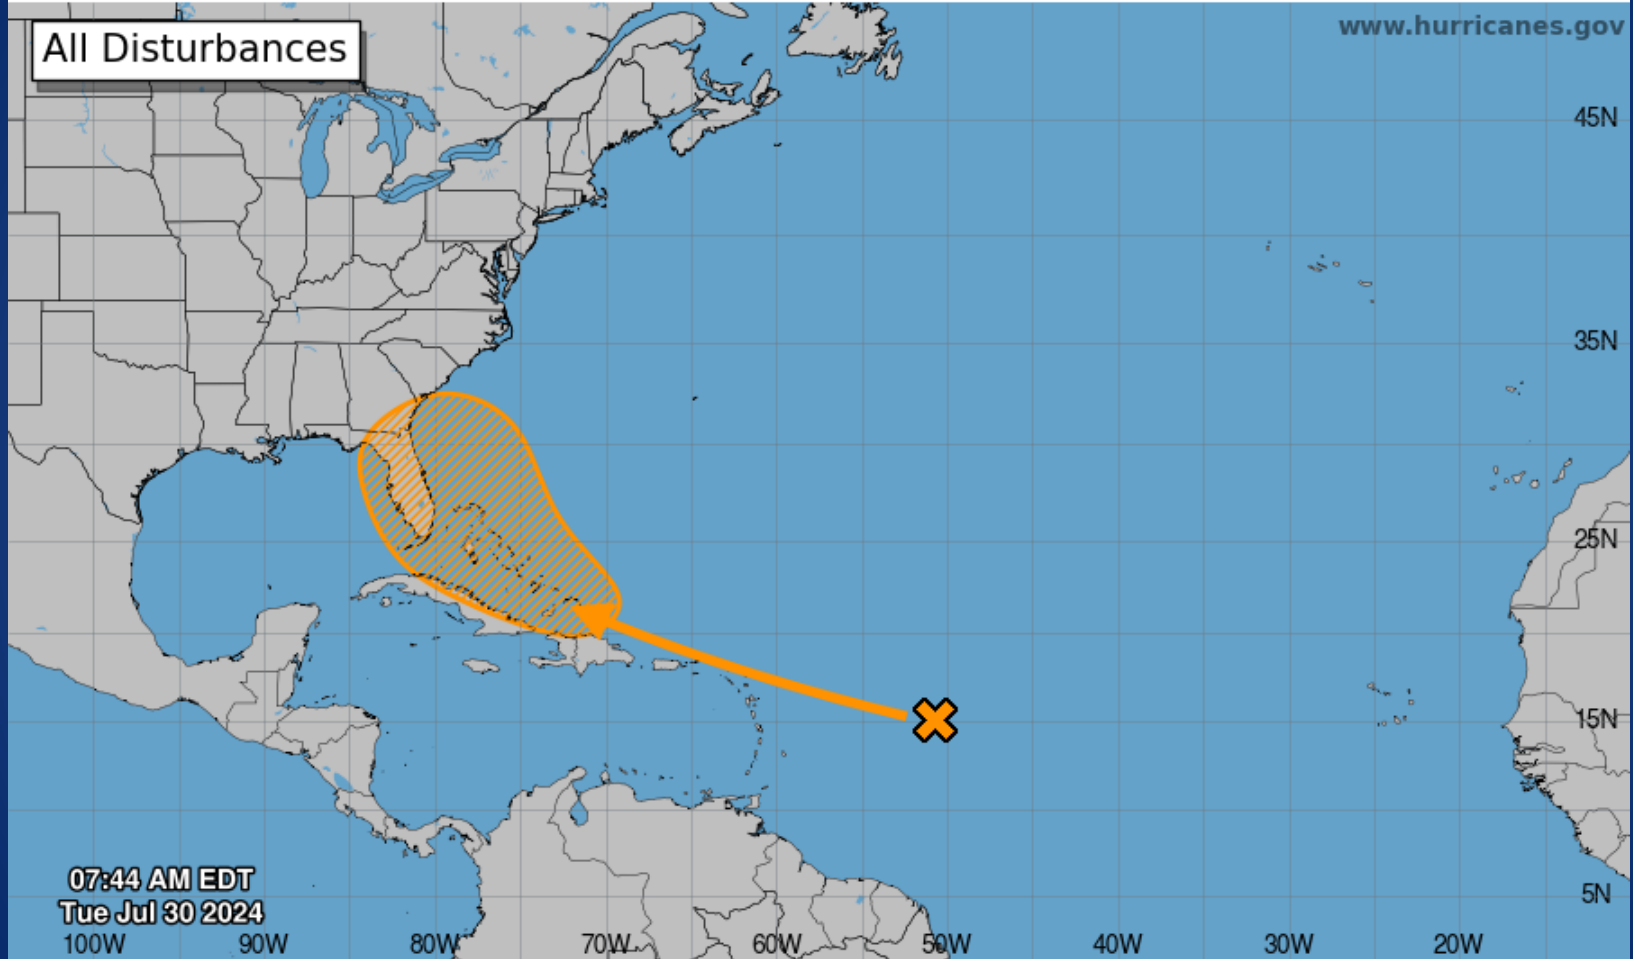 All Disturbances
www.hurricanes.gov
45N
35N
25N
15N
5N
07:44 AM EDT
Tue Jul 30 2024
100W 90W 80W 70W 60W 50W 40W 30W 20W